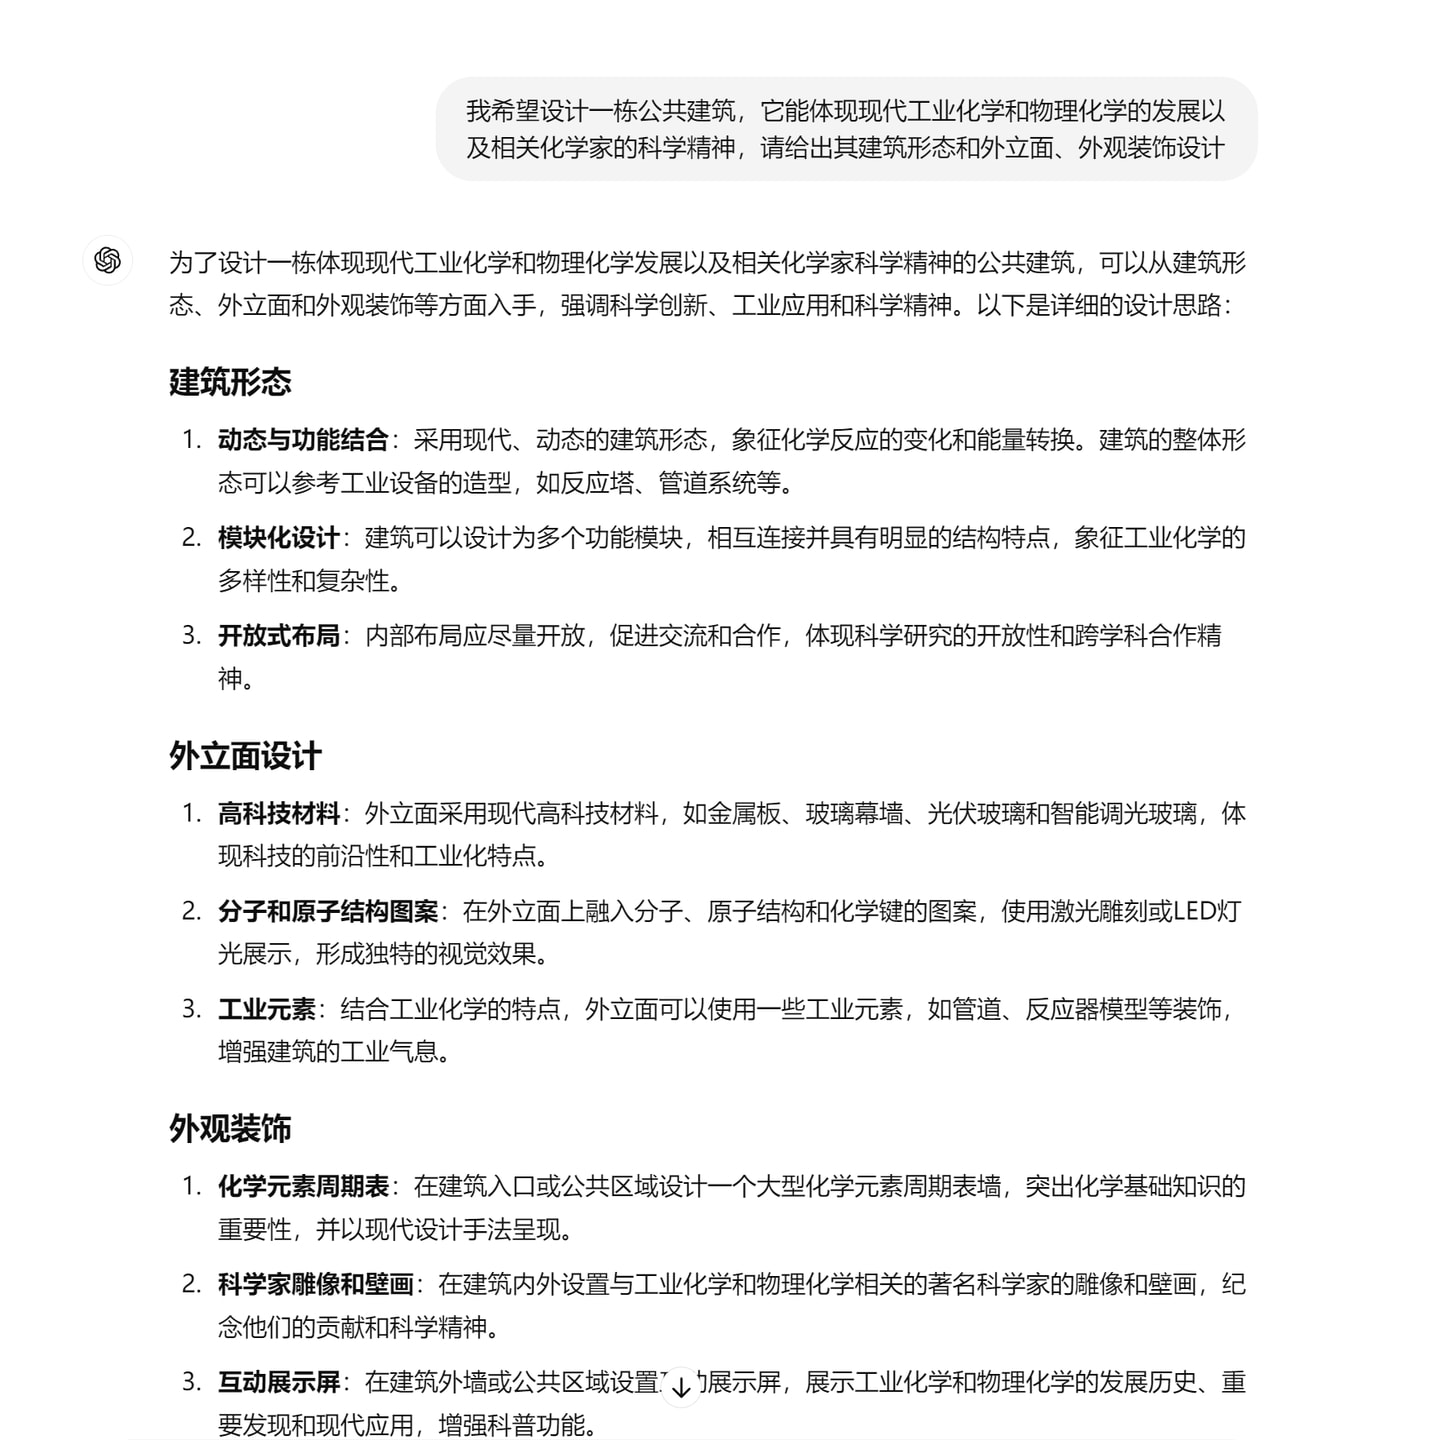 我希望设计一栋公共建筑，它能体现现代工业化学和物理化学的发展以
及相关化学家的科学精神，请给出其建筑形态和外立面、外观装饰设计
为了设计一栋体现现代工业化学和物理化学发展以及相关化学家科学精神的公共建筑，可以从建筑形
态、外立面和外观装饰等方面入手，强调科学创新、工业应用和科学精神。以下是详细的设计思路：
建筑形态
1. 动态与功能结合：采用现代、动态的建筑形态，象征化学反应的变化和能量转换。建筑的整体形
态可以参考工业设备的造型，如反应塔、管道系统等。
2. 模块化设计：建筑可以设计为多个功能模块，相互连接并具有明显的结构特点，象征工业化学的
多样性和复杂性。
3. 开放式布局：内部布局应尽量开放，促进交流和合作，体现科学研究的开放性和跨学科合作精
神。
外立面设计
1. 高科技材料：外立面采用现代高科技材料，如金属板、玻璃幕墙、光伏玻璃和智能调光玻璃，体
现科技的前沿性和工业化特点。
2. 分子和原子结构图案：在外立面上融入分子、原子结构和化学键的图案，使用激光雕刻或LED灯
光展示，形成独特的视觉效果。
3. 工业元素：结合工业化学的特点，外立面可以使用一些工业元素，如管道、反应器模型等装饰，
增强建筑的工业气息。
外观装饰
1. 化学元素周期表：在建筑入口或公共区域设计一个大型化学元素周期表墙，突出化学基础知识的
重要性，并以现代设计手法呈现。
2. 科学家雕像和壁画：在建筑内外设置与工业化学和物理化学相关的著名科学家的雕像和壁画，纪
念他们的贡献和科学精神。
3. 互动展示屏：在建筑外墙或公共区域设置互动展示屏，展示工业化学和物理化学的发展历史、重
要发现和现代应用，增强科普功能。